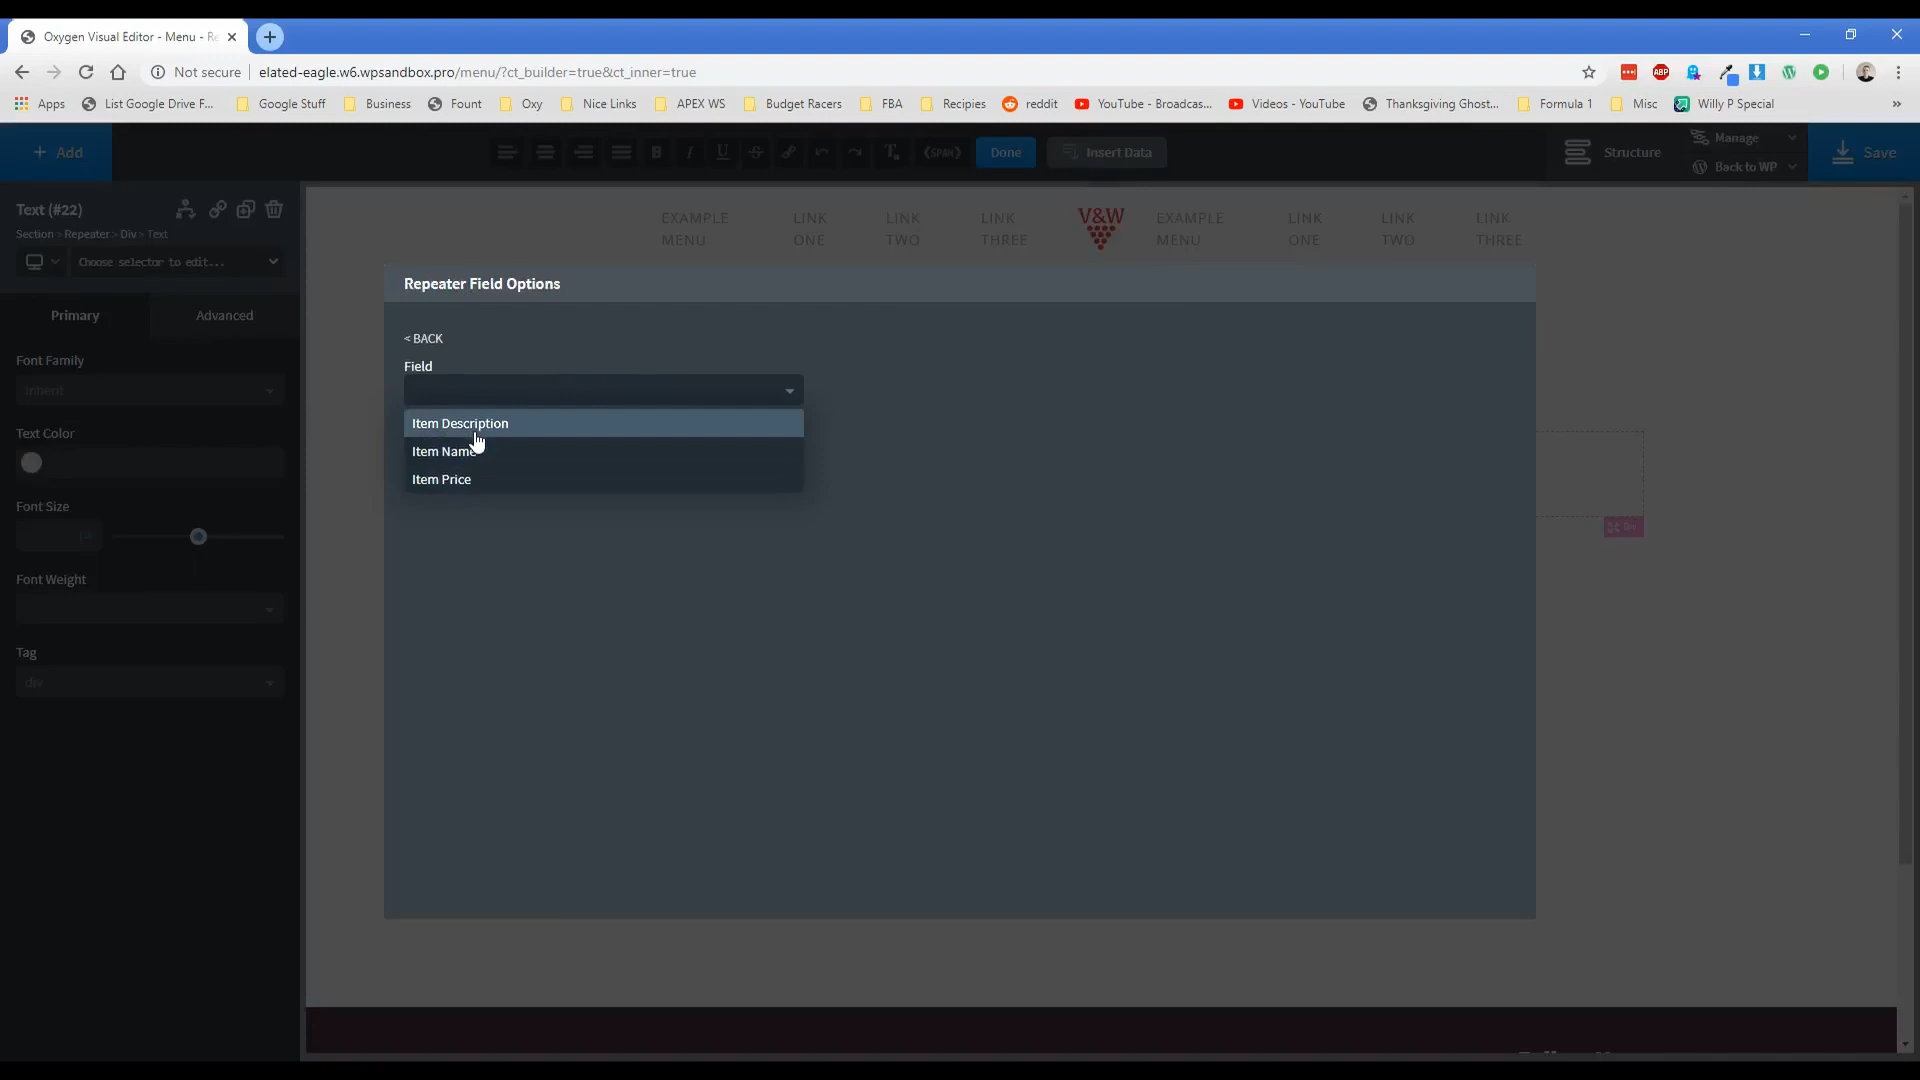 Oxygen Visual Editor - Menu - Re
Not secure
elated-eagle.w6.wpsandbox.pro/menu/?ct_builder=true&ct_inner=true
ABP
Apps
List Google Drive F...
Google Stuff
Business
Fount
Oxy
Nice Links
APEX WS
Budget Racers
FBA
Recipies
reddit
YouTube - Broadcas...
Videos - YouTube
Thanksgiving Ghost...
Formula 1
Misc
Willy P Special
»
+ Add
B
I
U
S
<SPAN>
Done
Insert Data
Structure
Manage
Back to WP
Save
Text (#22)
Section > Repeater > Div > Text
Choose selector to edit...
Primary
Advanced
Font Family
Inherit
Text Color
Font Size
Font Weight
Tag
div
EXAMPLE MENU
LINK ONE
LINK TWO
LINK THREE
V&W
EXAMPLE MENU
LINK ONE
LINK TWO
LINK THREE
Repeater Field Options
< BACK
Field
Item Description
Item Name
Item Price
Div